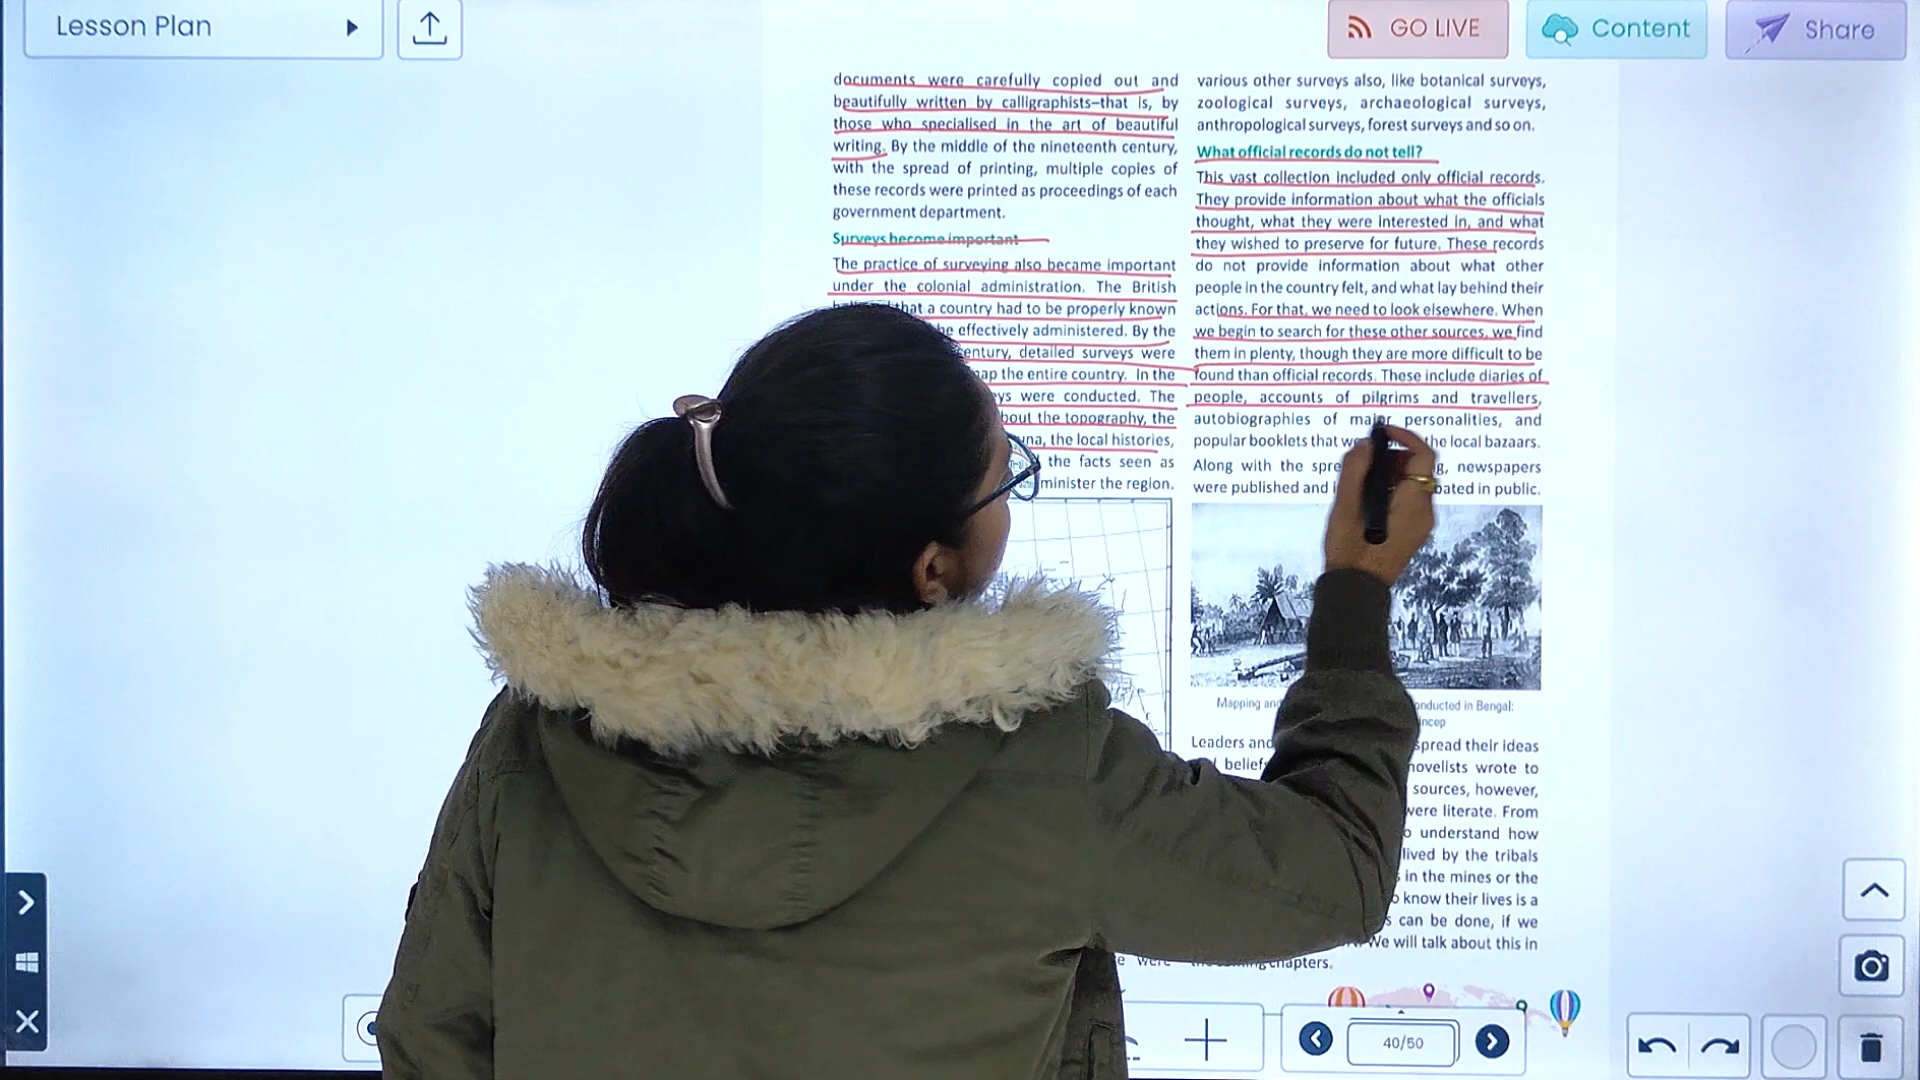 Lesson Plan
GO LIVE
Content
Share
documents were carefully copied out and
beautifully written by calligraphists–that is, by
those who specialised in the art of beautiful
writing. By the middle of the nineteenth century,
with the spread of printing, multiple copies of
these records were printed as proceedings of each
government department.
Surveys become important
The practice of surveying also became important
under the colonial administration. The British
that a country had to be properly known
be effectively administered. By the
century, detailed surveys were
map the entire country. In the
were conducted. The
about the topography, the
the local histories,
the facts seen as
minister the region.
were
various other surveys also, like botanical surveys,
zoological surveys, archaeological surveys,
anthropological surveys, forest surveys and so on.
What official records do not tell?
This vast collection included only official records.
They provide information about what the officials
thought, what they were interested in, and what
they wished to preserve for future. These records
do not provide information about what other
people in the country felt, and what lay behind their
actions. For that, we need to look elsewhere. When
we begin to search for these other sources, we find
them in plenty, though they are more difficult to be
found than official records. These include diaries of
people, accounts of pilgrims and travellers,
autobiographies of major personalities, and
popular booklets that the local bazaars.
Along with the newspapers
were published and in public.
Mapping and conducted in Bengal:
Leaders and spread their ideas
novelists wrote to
sources, however,
were literate. From
understand how
lived by the tribals
in the mines or the
know their lives is a
can be done, if we
We will talk about this in
chapters.
40/50